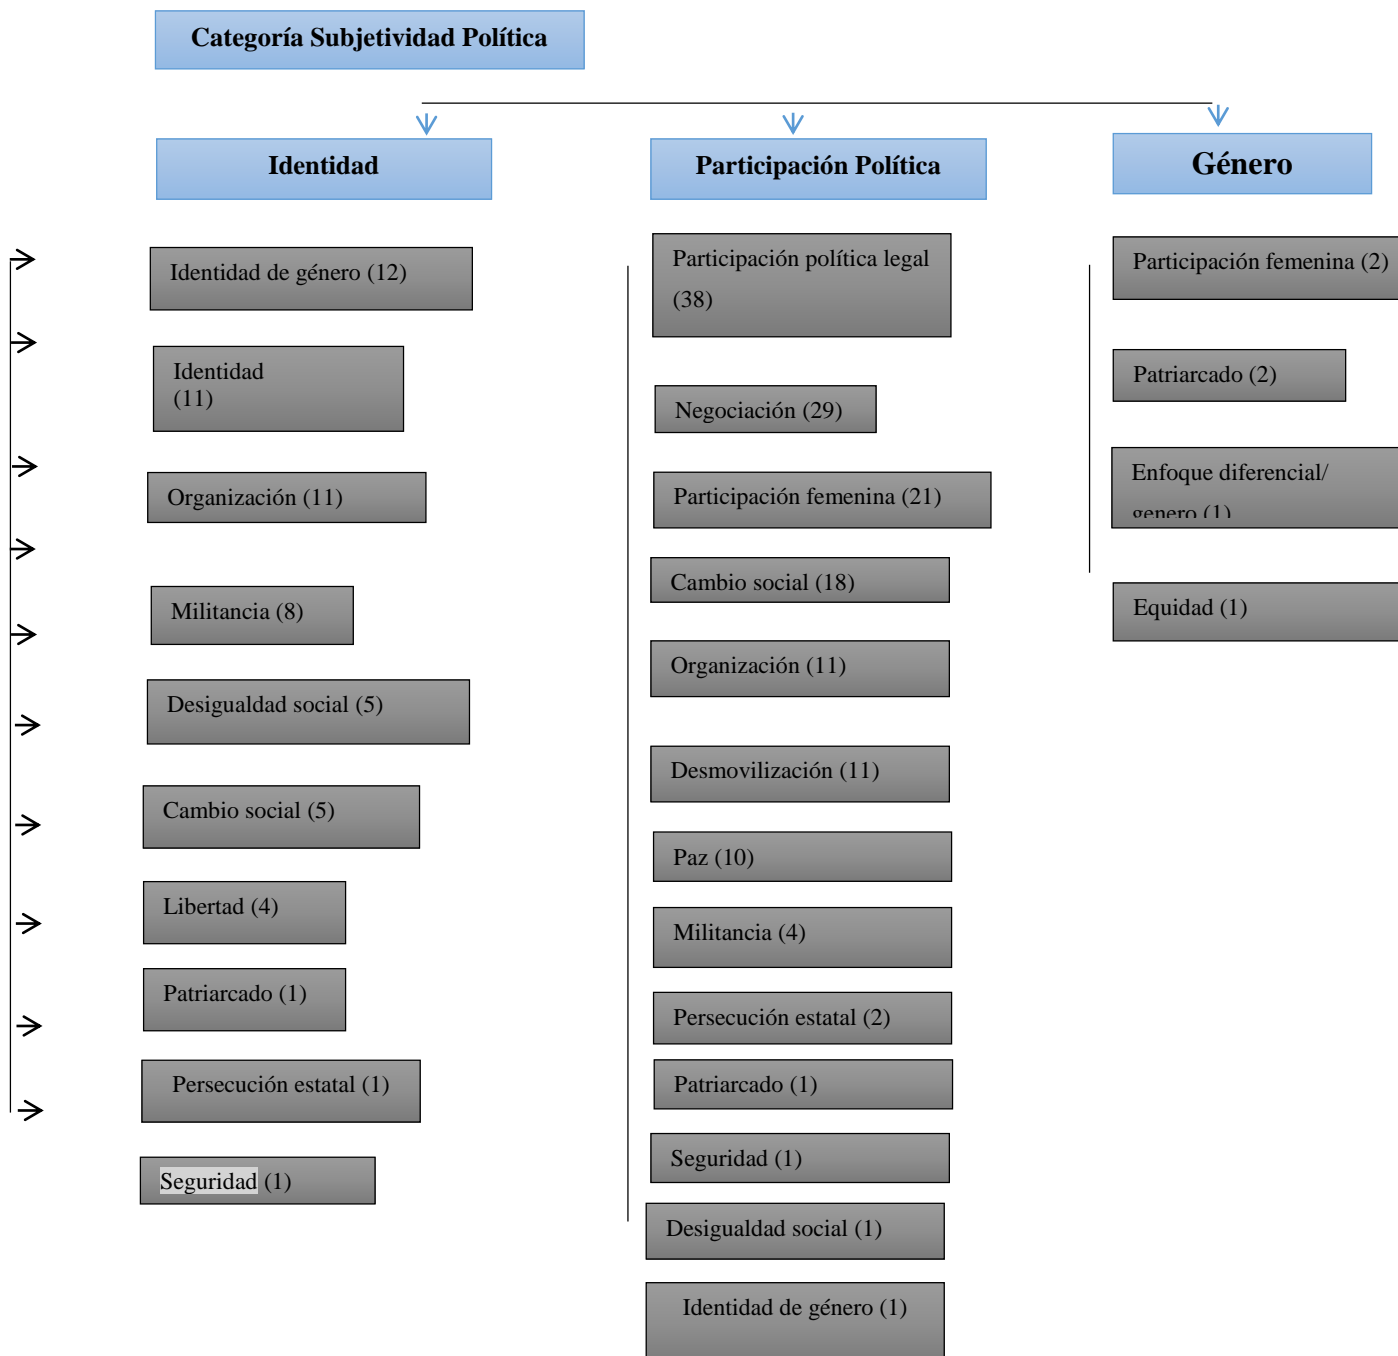 Categoría Subjetividad Política
Identidad
Participación Política
Género
Identidad de género (12)
Identidad
(11)
Organización (11)
Militancia (8)
Desigualdad social (5)
Cambio social (5)
Libertad (4)
Patriarcado (1)
Persecución estatal (1)
Seguridad (1)
Participación política legal
(38)
Negociación (29)
Participación femenina (21)
Cambio social (18)
Organización (11)
Desmovilización (11)
Paz (10)
Militancia (4)
Persecución estatal (2)
Patriarcado (1)
Seguridad (1)
Desigualdad social (1)
Identidad de género (1)
Participación femenina (2)
Patriarcado (2)
Enfoque diferencial/
genero (1)
Equidad (1)